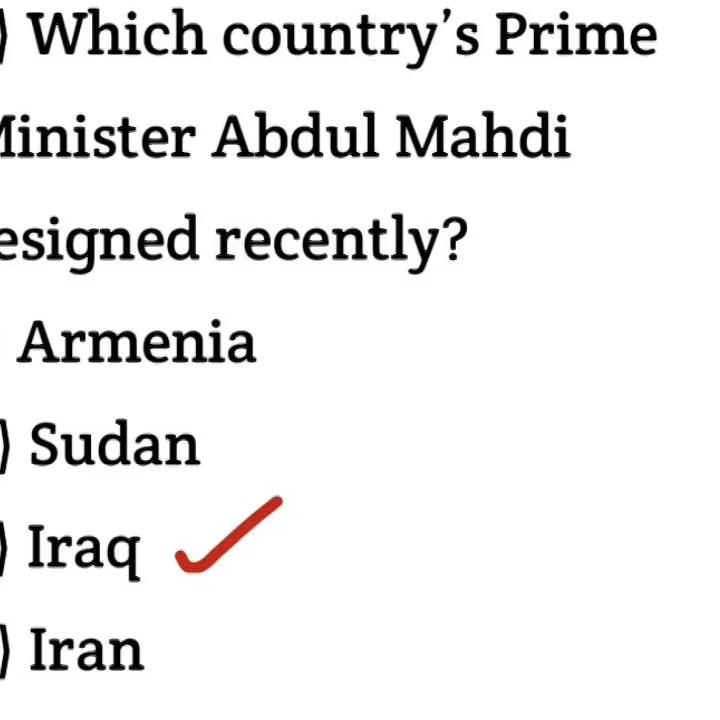 ) Which country's Prime
Minister Abdul Mahdi
esigned recently?
Armenia
) Sudan
) Iraq
) Iran